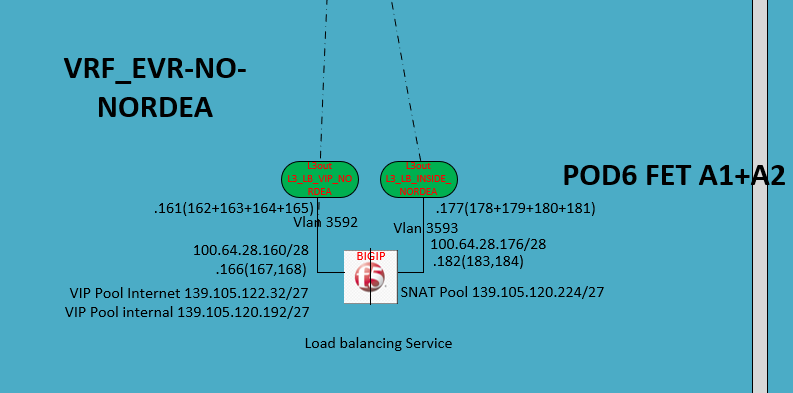 VRF_EVR-NO-
NORDEA
L3out
L3_LB_VIP_NO
RDEA
L3out
L3_LB_INSIDE_
NORDEA
POD6 FET A1+A2
.161(162+163+164+165)
Vlan 3592
.177(178+179+180+181)
Vlan 3593
100.64.28.160/28
.166(167,168)
100.64.28.176/28
.182(183,184)
BIGIP
f5
VIP Pool Internet 139.105.122.32/27
VIP Pool internal 139.105.120.192/27
SNAT Pool 139.105.120.224/27
Load balancing Service